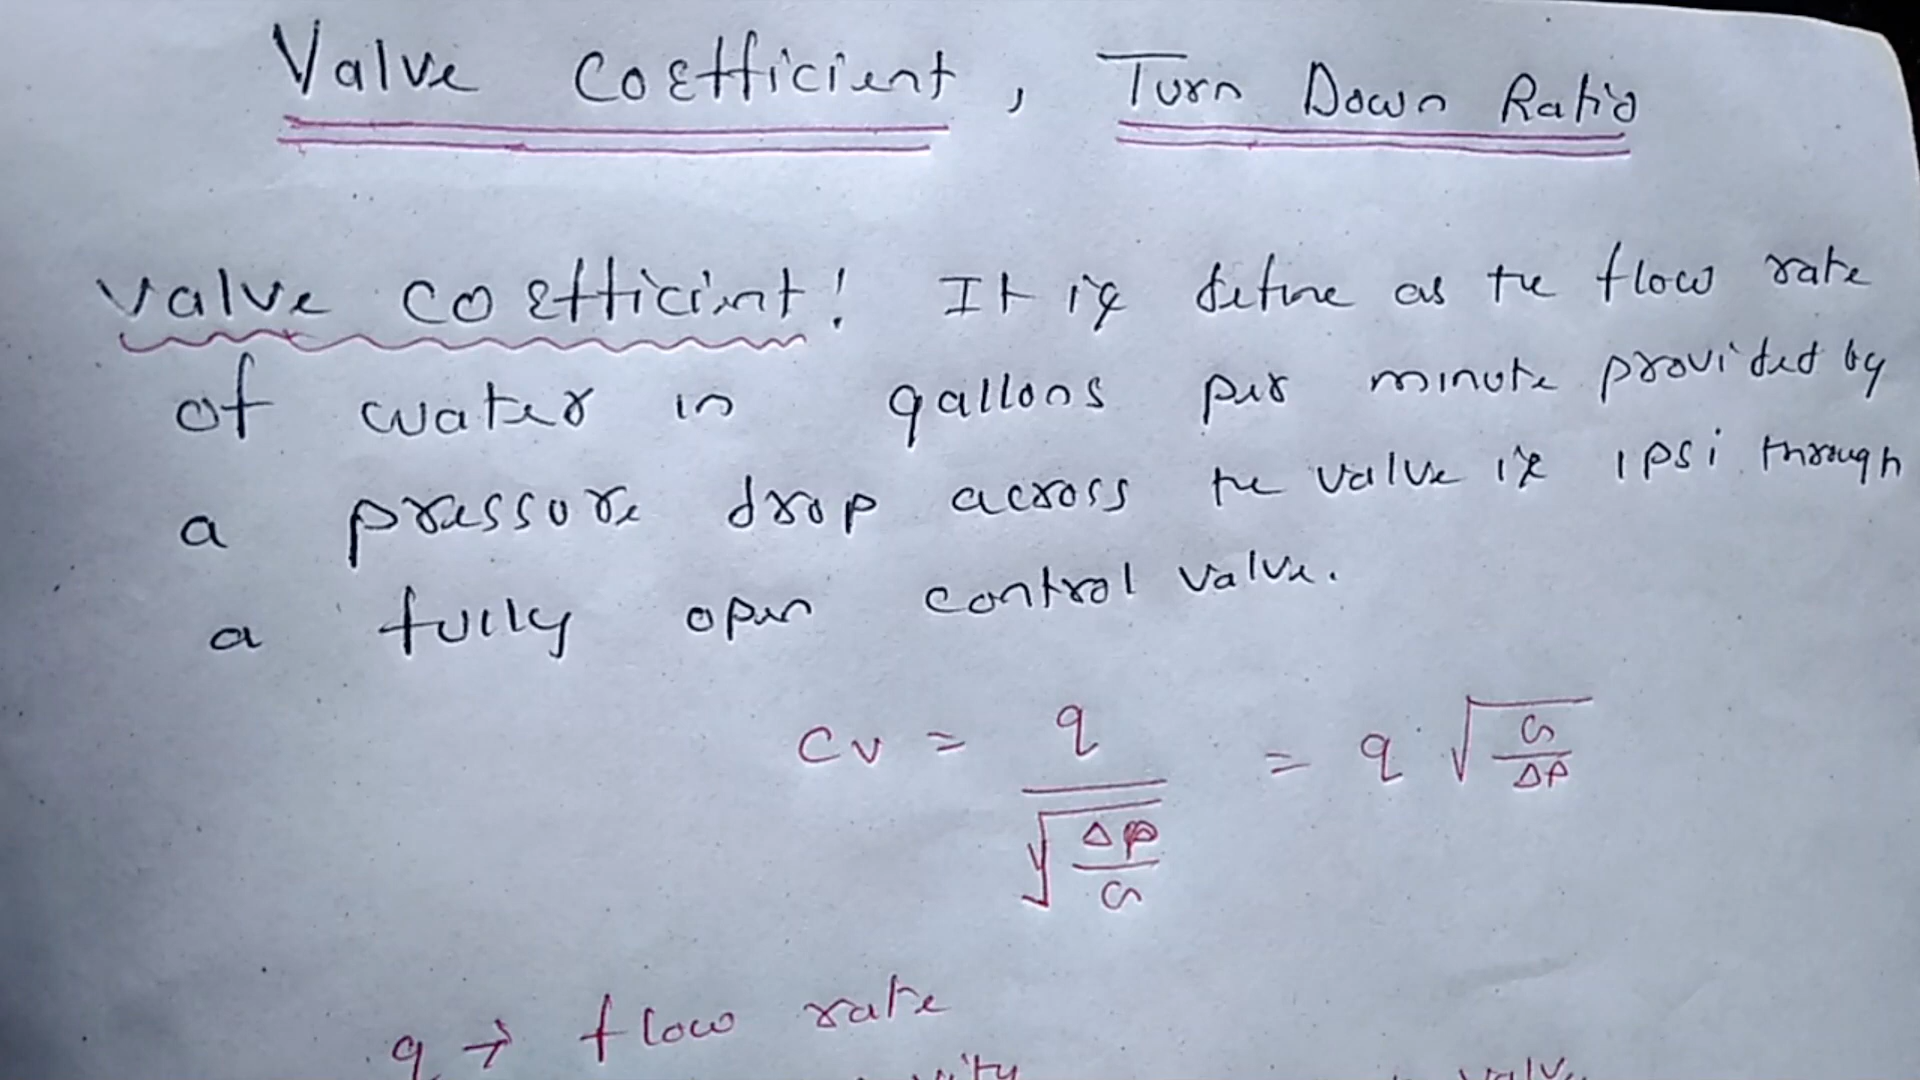 Valve Coefficient, Turn Down Ratio
Valve coefficient: It is define as the flow rate
of water in gallons per minute provided by
a pressure drop across the valve is 1 psi through
a fully open control valve.
Cv = q / √(ΔP/G) = q √(G/ΔP)
q → flow rate